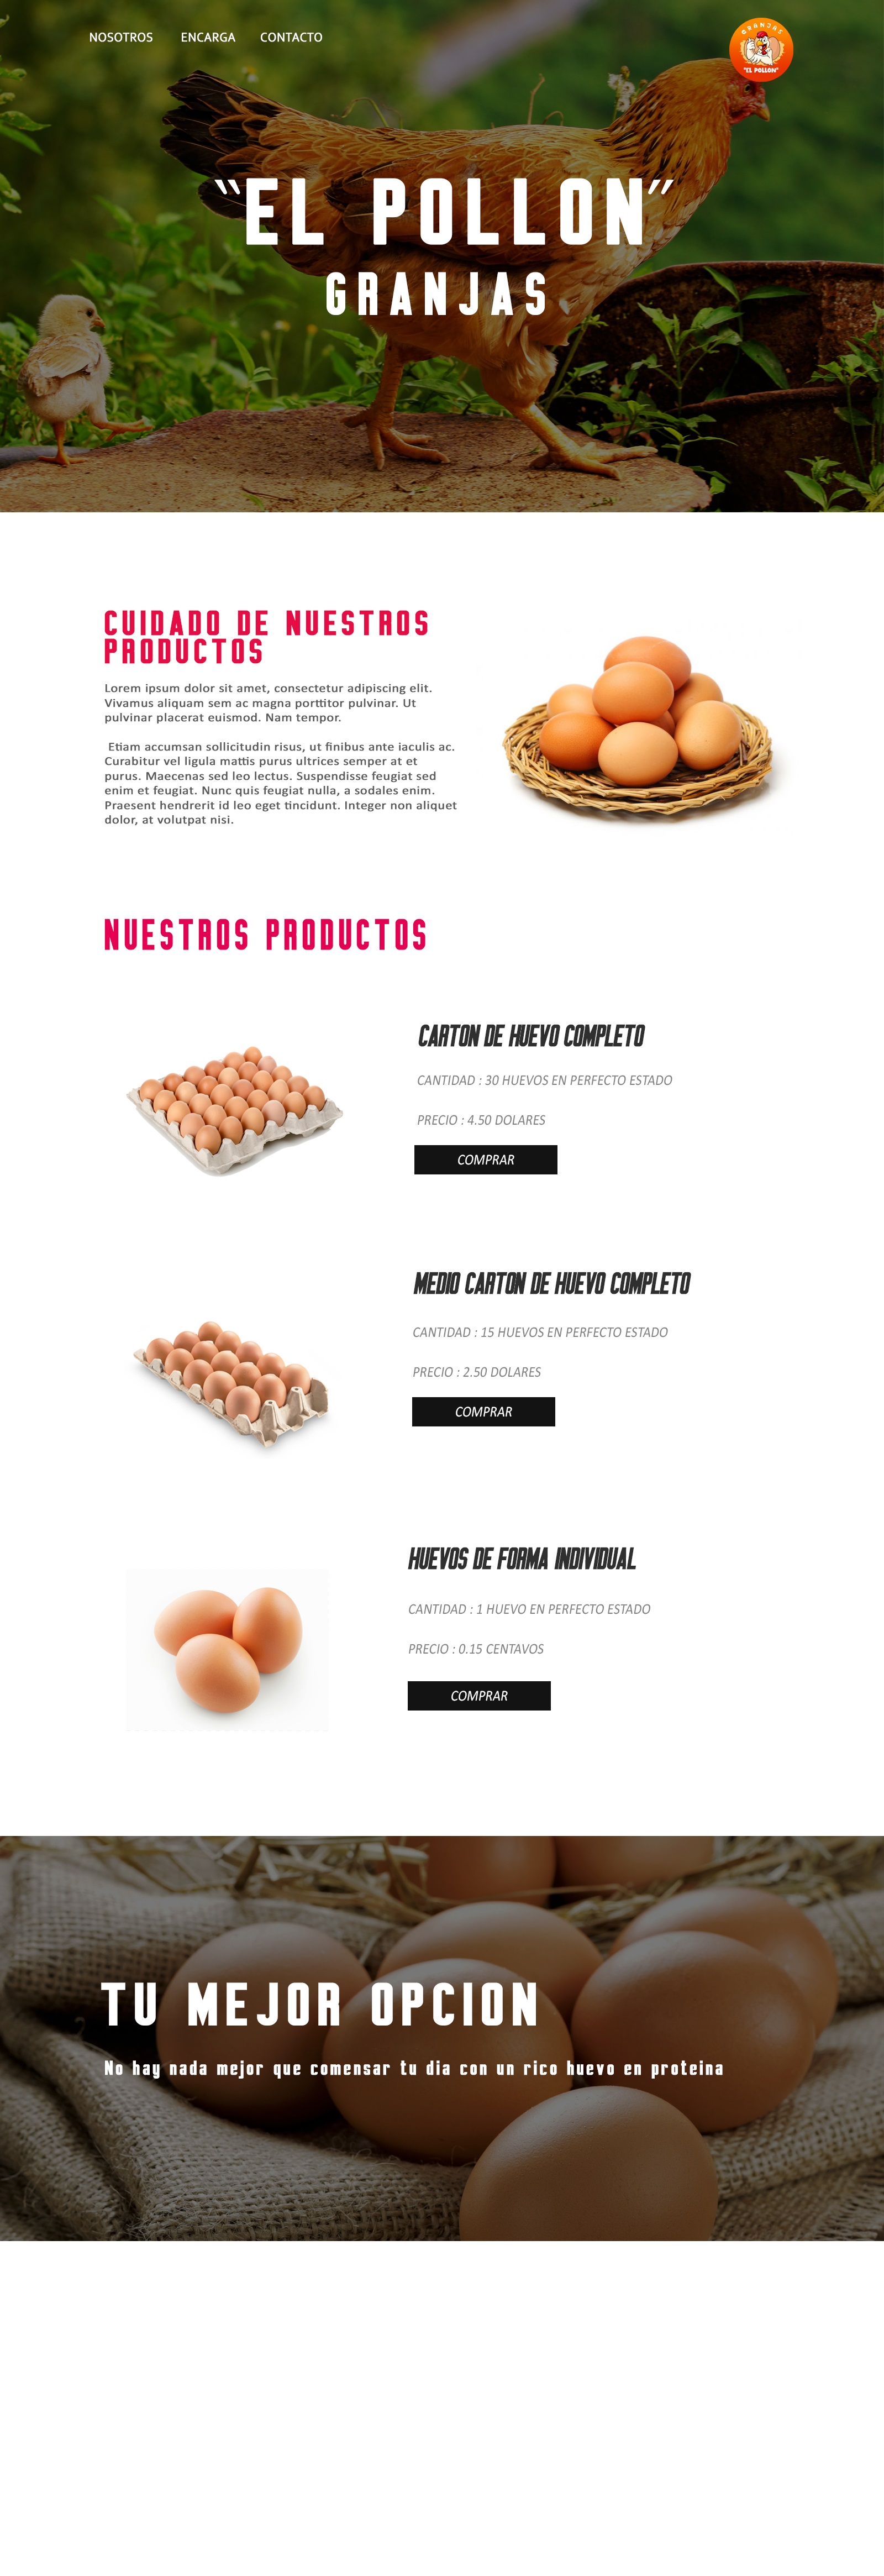 NOSOTROS ENCARGA CONTACTO
GRANJAS
"EL POLLON"
"EL POLLON"
GRANJAS
CUIDADO DE NUESTROS
PRODUCTOS
Lorem ipsum dolor sit amet, consectetur adipiscing elit.
Vivamus aliquam sem ac magna porttitor pulvinar. Ut
pulvinar placerat euismod. Nam tempor.
Etiam accumsan sollicitudin risus, ut finibus ante iaculis ac.
Curabitur vel ligula mattis purus ultrices semper at et
purus. Maecenas sed leo lectus. Suspendisse feugiat sed
enim et feugiat. Nunc quis feugiat nulla, a sodales enim.
Praesent hendrerit id leo eget tincidunt. Integer non aliquet
dolor, at volutpat nisi.
NUESTROS PRODUCTOS
CARTON DE HUEVO COMPLETO
CANTIDAD : 30 HUEVOS EN PERFECTO ESTADO
PRECIO : 4.50 DOLARES
COMPRAR
MEDIO CARTON DE HUEVO COMPLETO
CANTIDAD : 15 HUEVOS EN PERFECTO ESTADO
PRECIO : 2.50 DOLARES
COMPRAR
HUEVOS DE FORMA INDIVIDUAL
CANTIDAD : 1 HUEVO EN PERFECTO ESTADO
PRECIO : 0.15 CENTAVOS
COMPRAR
TU MEJOR OPCION
No hay nada mejor que comensar tu dia con un rico huevo en proteina